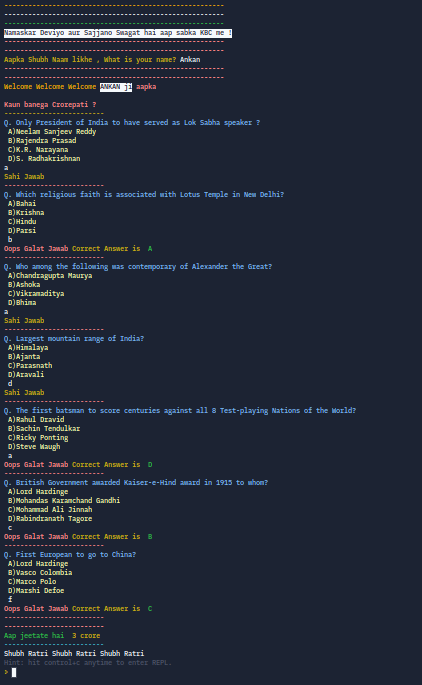 -------------------------------------------------------
-------------------------------------------------------
-------------------------------------------------------
Namaskar Deviyo aur Sajjano Swagat hai aap sabka KBC me !
-------------------------------------------------------
-------------------------------------------------------
Aapka Shubh Naam likhe , What is your name? Ankan
-------------------------------------------------------
-------------------------------------------------------
Welcome Welcome Welcome ANKAN ji aapka
Kaun banega Crorepati ?
-------------------------
Q. Only President of India to have served as Lok Sabha speaker ?
A)Neelam Sanjeev Reddy
B)Rajendra Prasad
C)K.R. Narayana
D)S. Radhakrishnan
a
Sahi Jawab
-------------------------
Q. Which religious faith is associated with Lotus Temple in New Delhi?
A)Bahai
B)Krishna
C)Hindu
D)Parsi
b
Oops Galat Jawab Correct Answer is A
-------------------------
Q. Who among the following was contemporary of Alexander the Great?
A)Chandragupta Maurya
B)Ashoka
C)Vikramaditya
D)Bhima
a
Sahi Jawab
-------------------------
Q. Largest mountain range of India?
A)Himalaya
B)Ajanta
C)Parasnath
D)Aravali
d
Sahi Jawab
-------------------------
Q. The first batsman to score centuries against all 8 Test-playing Nations of the World?
A)Rahul Dravid
B)Sachin Tendulkar
C)Ricky Ponting
D)Steve Waugh
a
Oops Galat Jawab Correct Answer is D
-------------------------
Q. British Government awarded Kaiser-e-Hind award in 1915 to whom?
A)Lord Hardinge
B)Mohandas Karamchand Gandhi
C)Mohammad Ali Jinnah
D)Rabindranath Tagore
c
Oops Galat Jawab Correct Answer is B
-------------------------
Q. First European to go to China?
A)Lord Hardinge
B)Vasco Colombia
C)Marco Polo
D)Marshi Defoe
f
Oops Galat Jawab Correct Answer is C
-------------------------
-------------------------
Aap jeetate hai 3 crore
-------------------------
Shubh Ratri Shubh Ratri Shubh Ratri
Hint: hit control+c anytime to enter REPL.
>